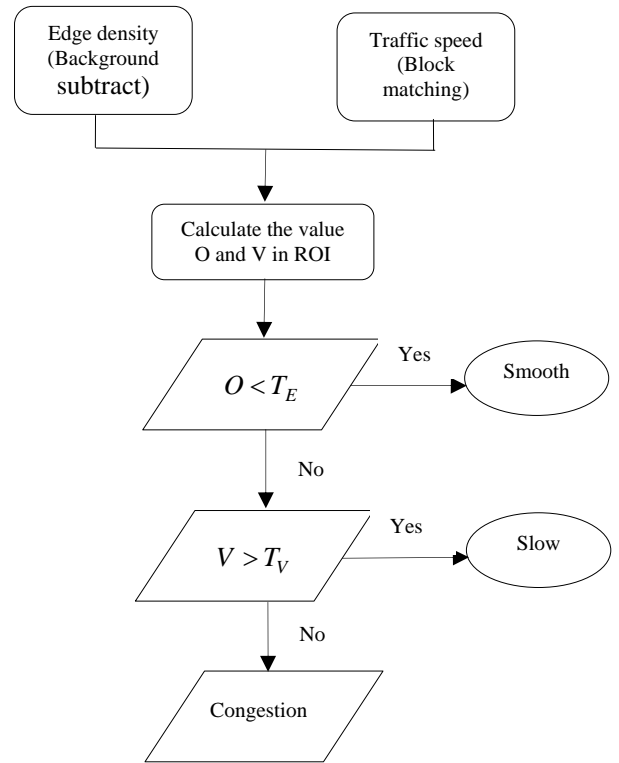 Edge density
(Background
subtract)
Traffic speed
(Block
matching)
Calculate the value
O and V in ROI
O < T_E
Yes
Smooth
No
V > T_V
Yes
Slow
No
Congestion